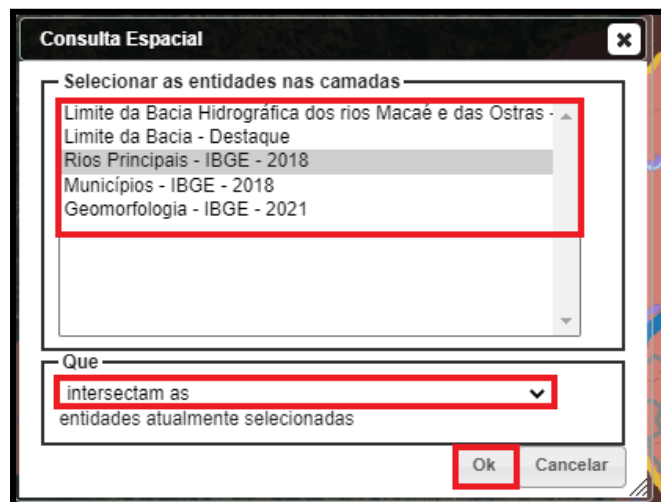 Consulta Espacial
Selecionar as entidades nas camadas
Limite da Bacia Hidrográfica dos rios Macaé e das Ostras -
Limite da Bacia - Destaque
Rios Principais - IBGE - 2018
Municípios - IBGE - 2018
Geomorfologia - IBGE - 2021
Que
intersectam as
entidades atualmente selecionadas
Ok Cancelar